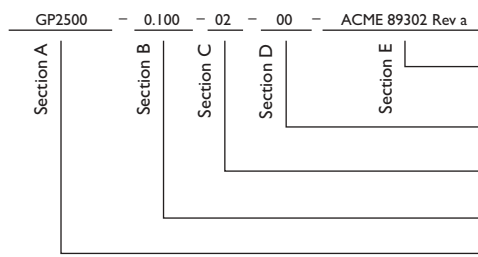 GP2500 – 0.100 – 02 – 00 – ACME 89302 Rev a
Section A
Section B
Section C
Section D
Section E